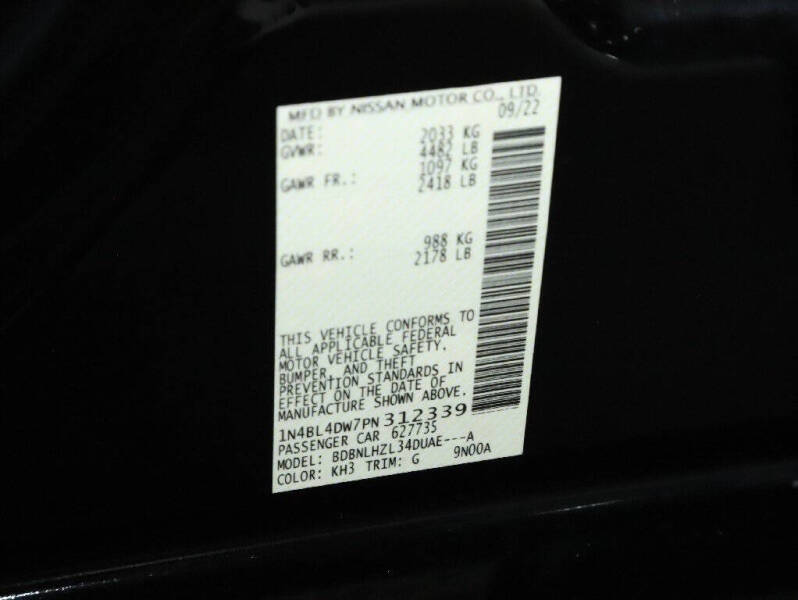 MFD BY NISSAN MOTOR CO., LTD.
DATE: 09/22
GVWR: 2033 KG
4482 LB
GAWR FR.: 1097 KG
2418 LB
GAWR RR.: 988 KG
2178 LB
THIS VEHICLE CONFORMS TO
ALL APPLICABLE FEDERAL
MOTOR VEHICLE SAFETY,
BUMPER, AND THEFT
PREVENTION STANDARDS IN
EFFECT ON THE DATE OF
MANUFACTURE SHOWN ABOVE.
1N4BL4DW7PN312339
PASSENGER CAR 627735
MODEL: BDBNLHZL34DUAE---A
COLOR: KH3 TRIM: G 9N00A